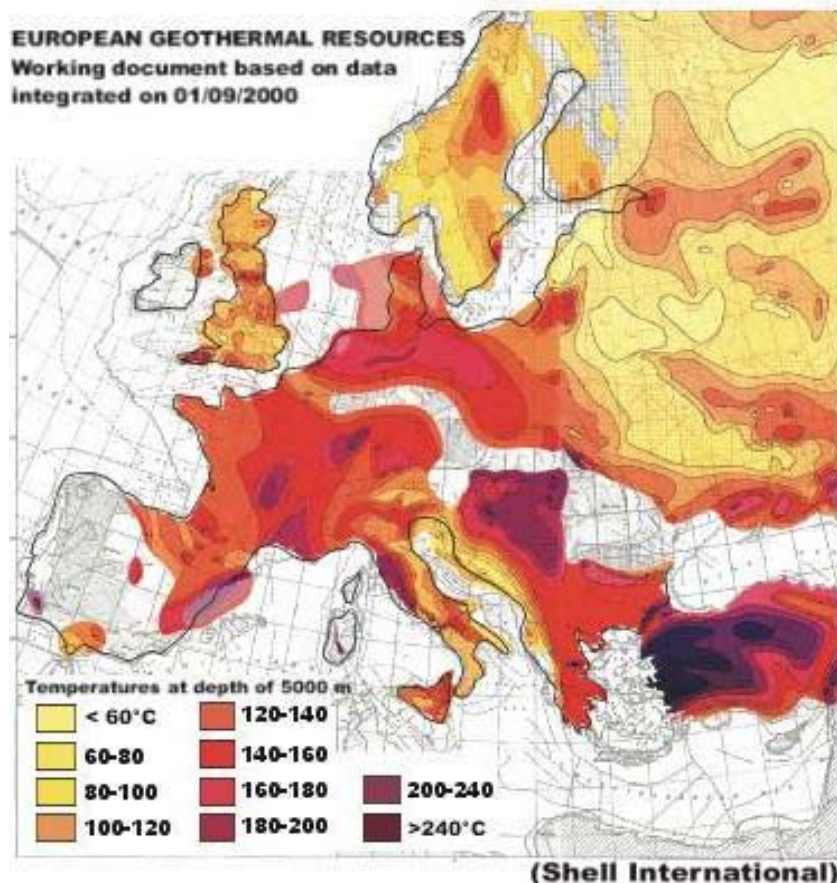 EUROPEAN GEOTHERMAL RESOURCES
Working document based on data
integrated on 01/09/2000
Temperatures at depth of 5000 m
< 60°C
60-80
80-100
100-120
120-140
140-160
160-180
180-200
200-240
>240°C
(Shell International)